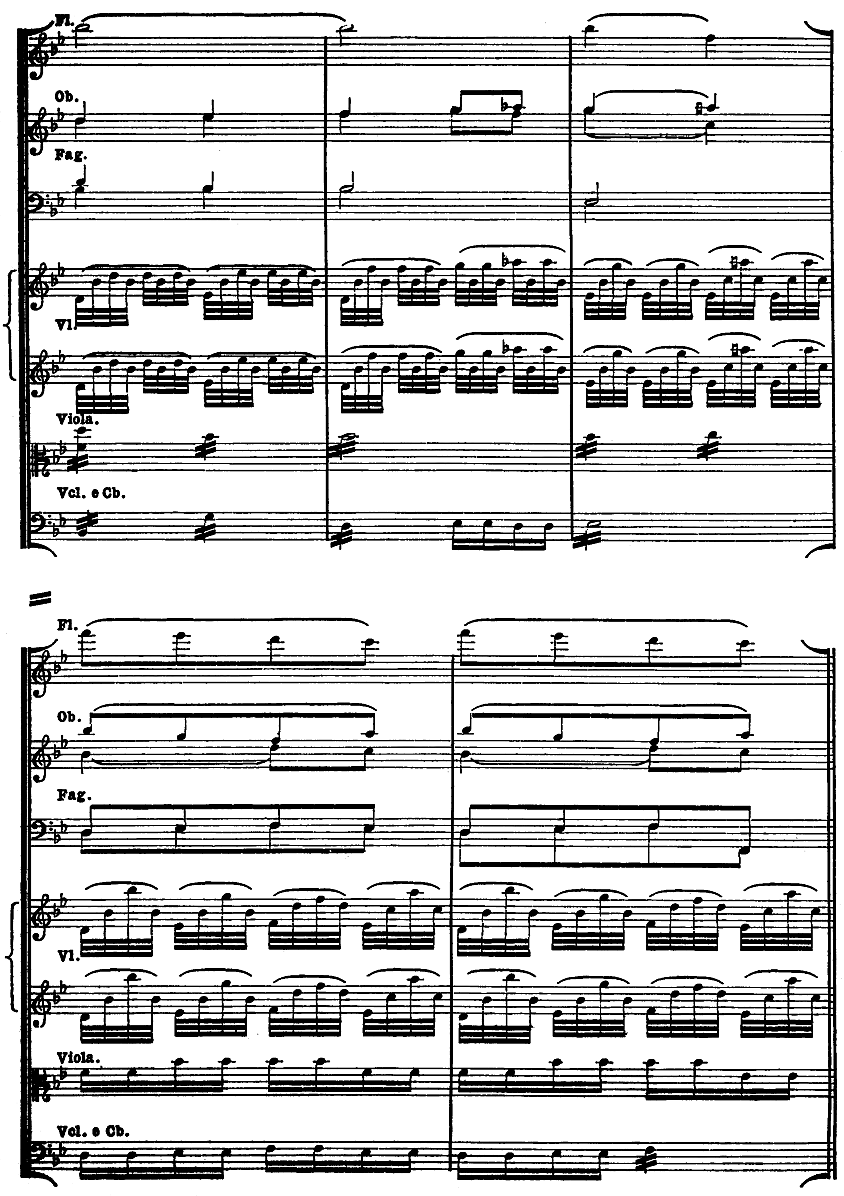 Fl.
Ob.
Fag.
Vl.
Viola.
Vcl. e Cb.
Fl.
Ob.
Fag.
Vl.
Viola.
Vcl. e Cb.